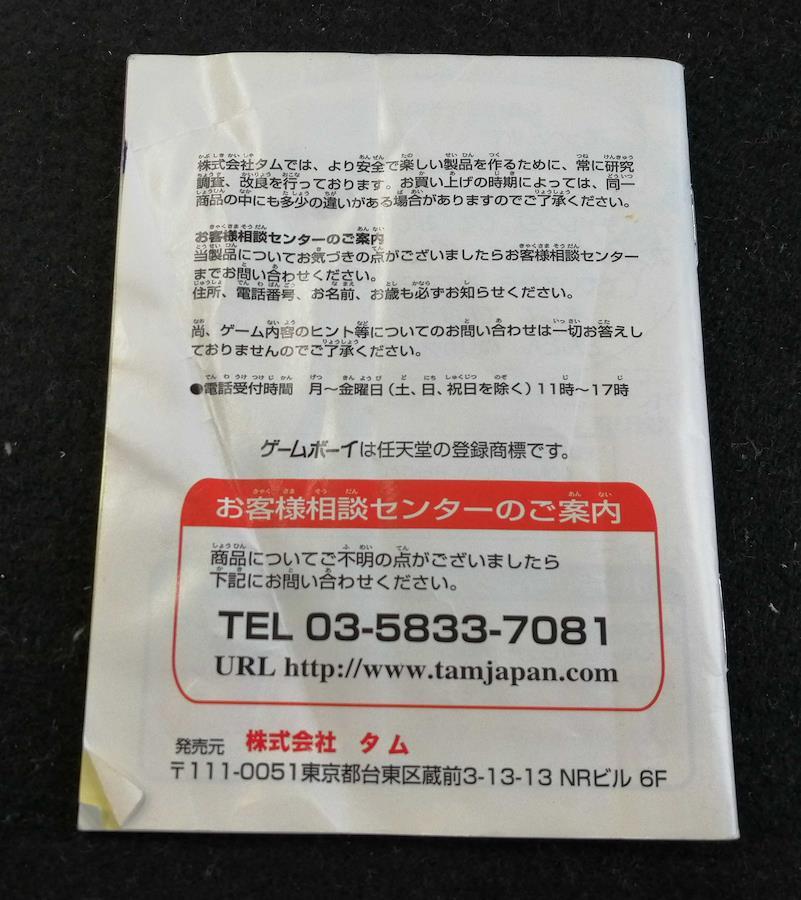 株式会社タムでは、より安全で楽しい製品を作るために、常に研究
調査、改良を行っております。お買い上げの時期によっては、同一
商品の中にも多少の違いがある場合がありますのでご了承ください。
お客様相談センターのご案内
当製品についてお気づきの点がございましたらお客様相談センター
までお問い合わせください。
住所、電話番号、お名前、お歳も必ずお知らせください。
尚、ゲーム内容のヒント等についてのお問い合わせは一切お答えし
ておりませんのでご了承ください。
●電話受付時間 月〜金曜日(土、日、祝日を除く)11時〜17時
ゲームボーイは任天堂の登録商標です。
お客様相談センターのご案内
商品についてご不明の点がございましたら
下記にお問い合わせください。
TEL 03-5833-7081
URL http://www.tamjapan.com
発売元 株式会社 タム
〒111-0051東京都台東区蔵前3-13-13 NRビル 6F